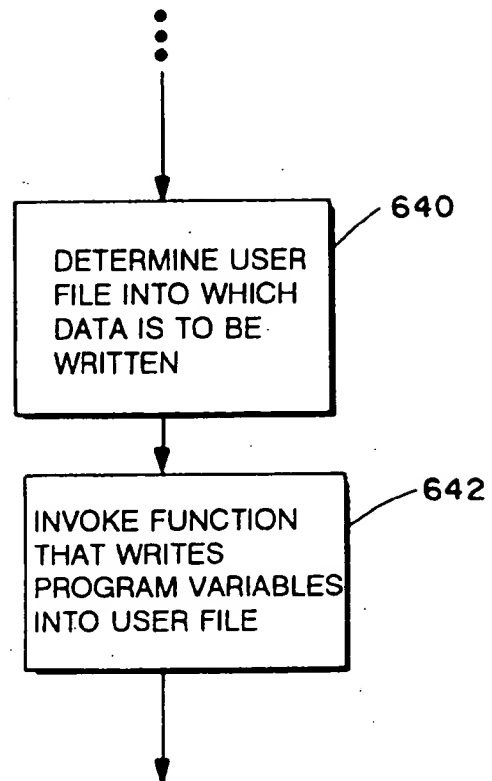 640
DETERMINE USER
FILE INTO WHICH
DATA IS TO BE
WRITTEN
642
INVOKE FUNCTION
THAT WRITES
PROGRAM VARIABLES
INTO USER FILE